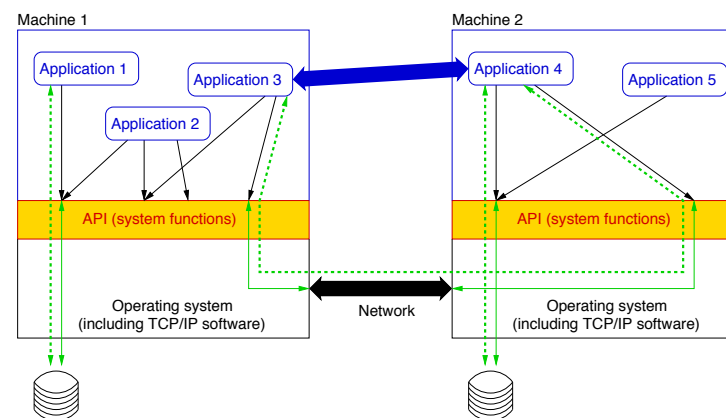 Machine 1
Machine 2
Application 1
Application 3
Application 4
Application 5
Application 2
API (system functions)
API (system functions)
Operating system
(including TCP/IP software)
Network
Operating system
(including TCP/IP software)